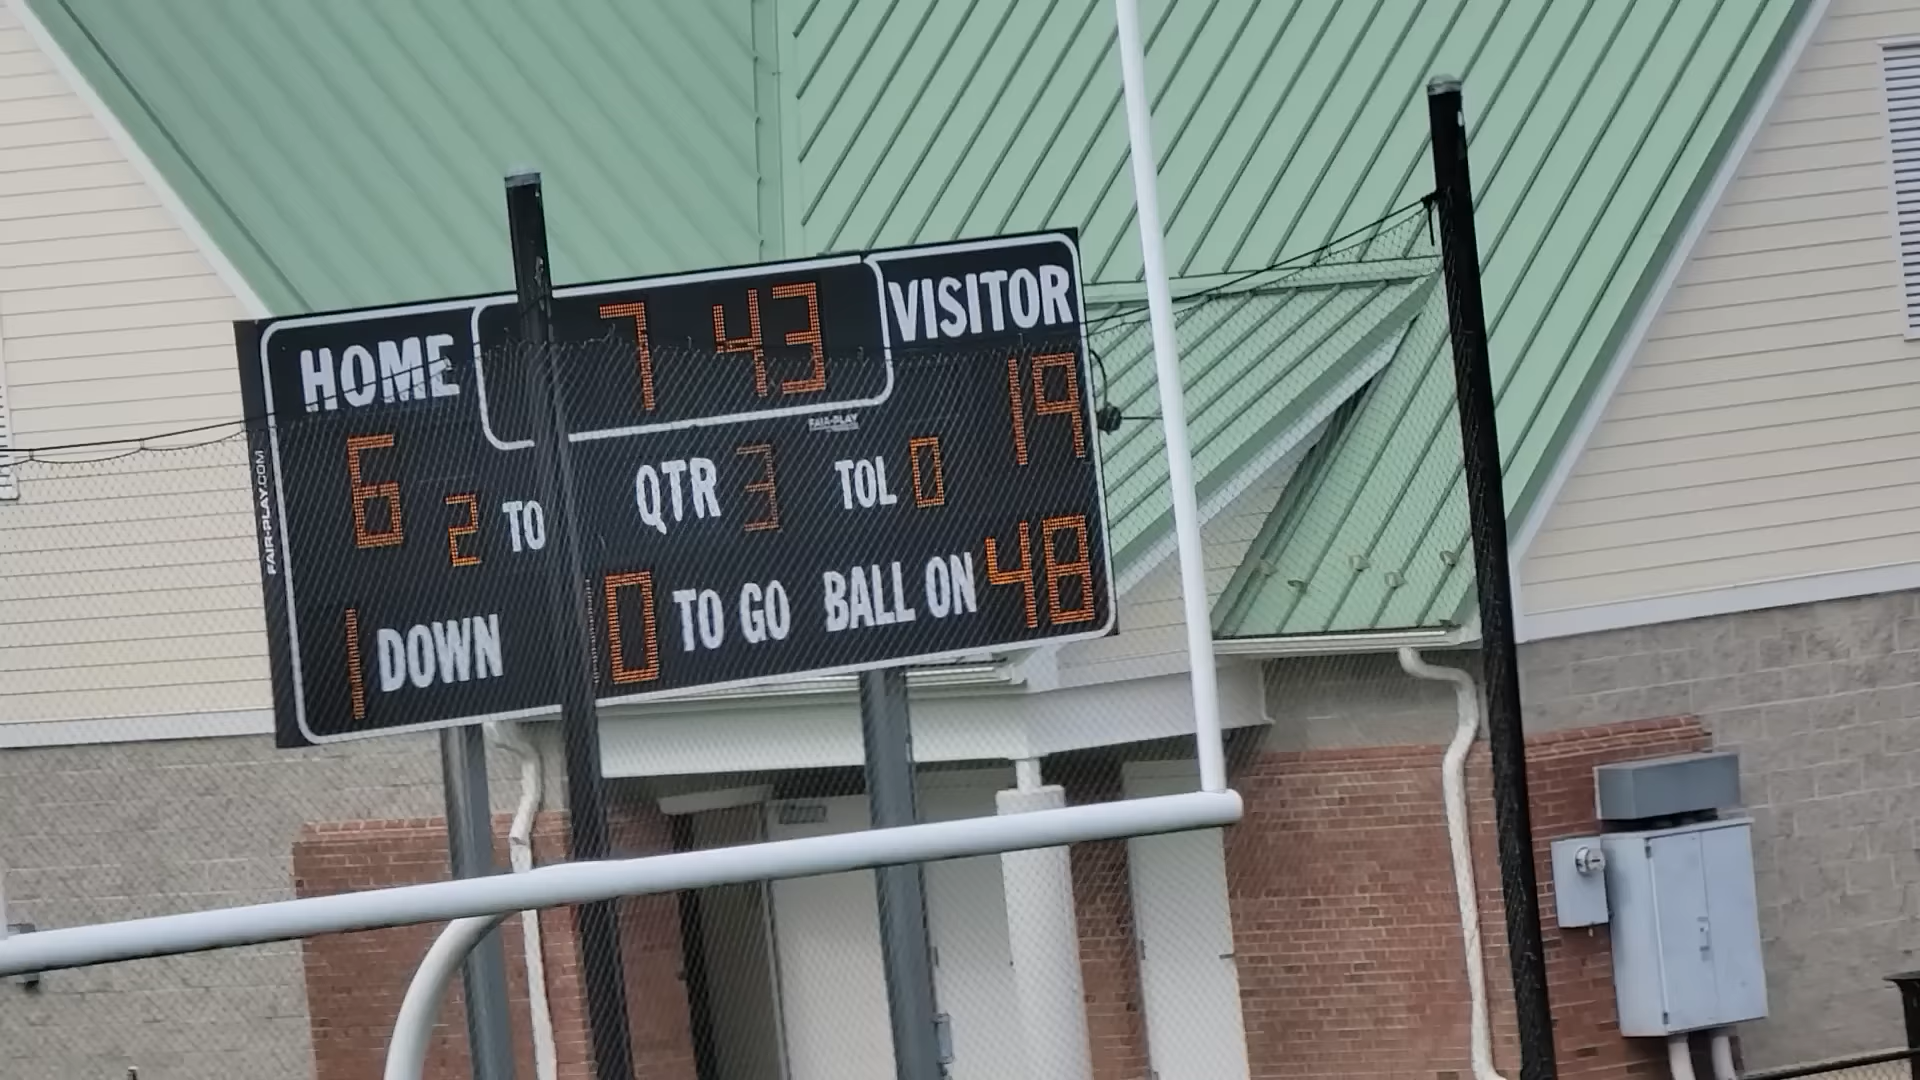 HOME 7 43 VISITOR
FAIR-PLAY
6 2 TO QTR 3 TOL 0 19
1 DOWN 10 TO GO BALL ON 48
FAIR-PLAY.COM